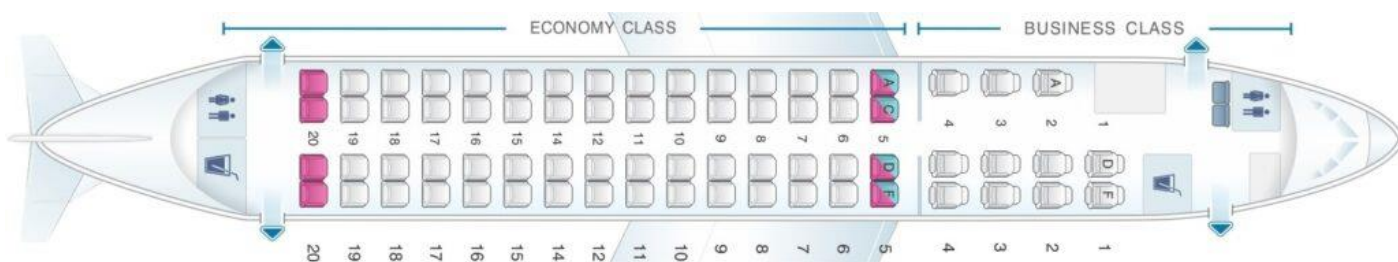 ECONOMY CLASS BUSINESS CLASS
A A
C
20 19 18 17 16 15 14 12 11 10 9 8 7 6 5 4 3 2 1
D D
F F
20 19 18 17 16 15 14 12 11 10 9 8 7 6 5 4 3 2 1